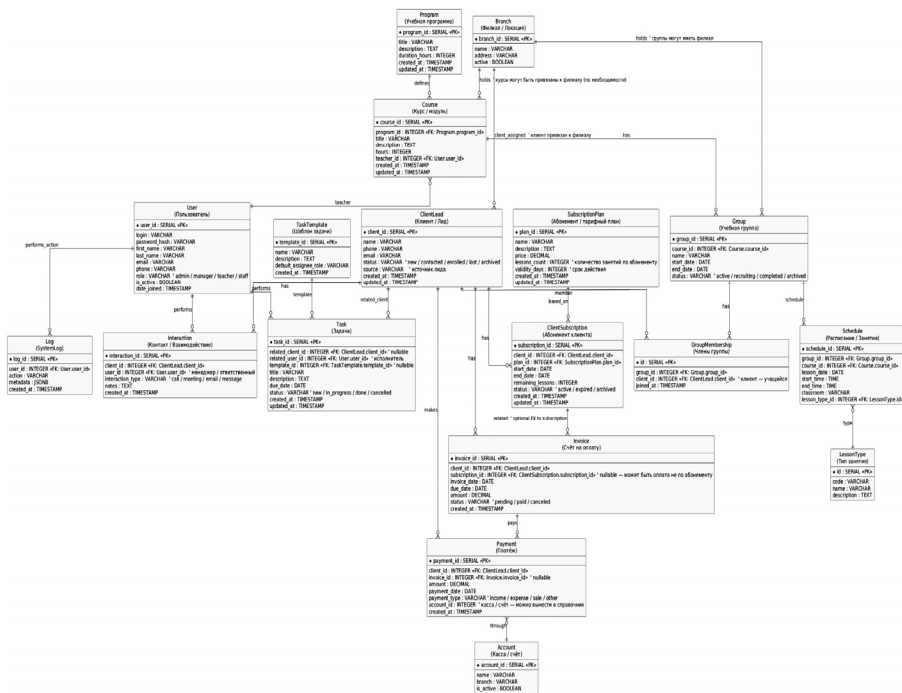 Program
(Учебная программа)
● program_id : SERIAL «PK»
title : VARCHAR
description : TEXT
duration_hours : INTEGER
created_at : TIMESTAMP
updated_at : TIMESTAMP
Branch
(Филиал / Локация)
● branch_id : SERIAL «PK»
name : VARCHAR
address : VARCHAR
active : BOOLEAN
holds ' группы могут иметь филиал
defines
holds ' курсы могут быть привязаны к филиалу (по необходимости)
Course
(Курс / модуль)
● course_id : SERIAL «PK»
program_id : INTEGER «FK: Program.program_id»
title : VARCHAR
description : TEXT
hours : INTEGER
teacher_id : INTEGER «FK: User.user_id»
created_at : TIMESTAMP
updated_at : TIMESTAMP
client_assigned ' клиент привязан к филиалу
has
teacher
User
(Пользователь)
● user_id : SERIAL «PK»
login : VARCHAR
password_hash : VARCHAR
first_name : VARCHAR
last_name : VARCHAR
email : VARCHAR
phone : VARCHAR
role : VARCHAR ' admin / manager / teacher / staff
is_active : BOOLEAN
date_joined : TIMESTAMP
TaskTemplate
(Шаблон задачи)
● template_id : SERIAL «PK»
name : VARCHAR
description : TEXT
default_assignee_role : VARCHAR
created_at : TIMESTAMP
ClientLead
(Клиент / Лид)
● client_id : SERIAL «PK»
name : VARCHAR
phone : VARCHAR
email : VARCHAR
status : VARCHAR ' new / contacted / enrolled / lost / archived
source : VARCHAR ' источник лида
created_at : TIMESTAMP
updated_at : TIMESTAMP
SubscriptionPlan
(Абонемент / тарифный план)
● plan_id : SERIAL «PK»
name : VARCHAR
description : TEXT
price : DECIMAL
lessons_count : INTEGER ' количество занятий по абонементу
validity_days : INTEGER ' срок действия
created_at : TIMESTAMP
updated_at : TIMESTAMP
Group
(Учебная группа)
● group_id : SERIAL «PK»
course_id : INTEGER «FK: Course.course_id»
name : VARCHAR
start_date : DATE
end_date : DATE
status : VARCHAR ' active / recruiting / completed / archived
performs_action
performs
performs
has
template
related_client
member
based_on
has
has
has
schedule
Log
(SystemLog)
● log_id : SERIAL «PK»
user_id : INTEGER «FK: User.user_id»
action : VARCHAR
metadata : JSONB
created_at : TIMESTAMP
Interaction
(Контакт / Взаимодействие)
● interaction_id : SERIAL «PK»
client_id : INTEGER «FK: ClientLead.client_id»
user_id : INTEGER «FK: User.user_id» ' менеджер / ответственный
interaction_type : VARCHAR ' call / meeting / email / message
notes : TEXT
created_at : TIMESTAMP
Task
(Задача)
● task_id : SERIAL «PK»
related_client_id : INTEGER «FK: ClientLead.client_id» ' nullable
related_user_id : INTEGER «FK: User.user_id» ' исполнитель
template_id : INTEGER «FK: TaskTemplate.template_id» ' nullable
title : VARCHAR
description : TEXT
due_date : DATE
status : VARCHAR ' new / in_progress / done / cancelled
created_at : TIMESTAMP
updated_at : TIMESTAMP
ClientSubscription
(Абонемент клиента)
● subscription_id : SERIAL «PK»
client_id : INTEGER «FK: ClientLead.client_id»
plan_id : INTEGER «FK: SubscriptionPlan.plan_id»
start_date : DATE
end_date : DATE
remaining_lessons : INTEGER
status : VARCHAR ' active / expired / archived
created_at : TIMESTAMP
updated_at : TIMESTAMP
GroupMembership
(Члены группы)
● id : SERIAL «PK»
group_id : INTEGER «FK: Group.group_id»
client_id : INTEGER «FK: ClientLead.client_id» ' клиент — учащийся
joined_at : TIMESTAMP
Schedule
(Расписание / Занятие)
● schedule_id : SERIAL «PK»
group_id : INTEGER «FK: Group.group_id»
course_id : INTEGER «FK: Course.course_id»
lesson_date : DATE
start_time : TIME
end_time : TIME
classroom : VARCHAR
lesson_type_id : INTEGER «FK: LessonType.id»
makes
related ' optional FK to subscription
type
Invoice
(Счёт на оплату)
● invoice_id : SERIAL «PK»
client_id : INTEGER «FK: ClientLead.client_id»
subscription_id : INTEGER «FK: ClientSubscription.subscription_id» ' nullable — может быть оплата не по абонементу
invoice_date : DATE
due_date : DATE
amount : DECIMAL
status : VARCHAR ' pending / paid / canceled
created_at : TIMESTAMP
LessonType
(Тип занятия)
● id : SERIAL «PK»
code : VARCHAR
name : VARCHAR
description : TEXT
pays
Payment
(Платёж)
● payment_id : SERIAL «PK»
client_id : INTEGER «FK: ClientLead.client_id»
invoice_id : INTEGER «FK: Invoice.invoice_id» ' nullable
amount : DECIMAL
payment_date : DATE
payment_type : VARCHAR ' income / expense / sale / other
account_id : INTEGER ' касса / счёт — можно вынести в справочник
created_at : TIMESTAMP
through
Account
(Касса / счёт)
● account_id : SERIAL «PK»
name : VARCHAR
branch : VARCHAR
is_active : BOOLEAN